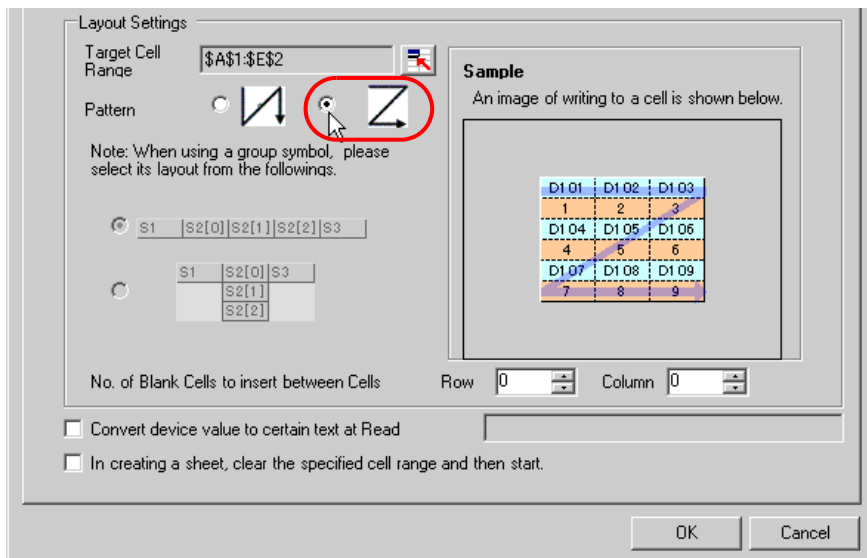 Layout Settings
Target Cell
Range
$A$1:$E$2
Pattern
Note: When using a group symbol, please
select its layout from the followings.
S1 S2[0] S2[1] S2[2] S3
S1 S2[0] S3
S2[1]
S2[2]
Sample
An image of writing to a cell is shown below.
D101 D102 D103
1 2 3
D104 D105 D106
4 5 6
D107 D108 D109
7 8 9
No. of Blank Cells to insert between Cells Row 0 Column 0
Convert device value to certain text at Read
In creating a sheet, clear the specified cell range and then start.
OK Cancel